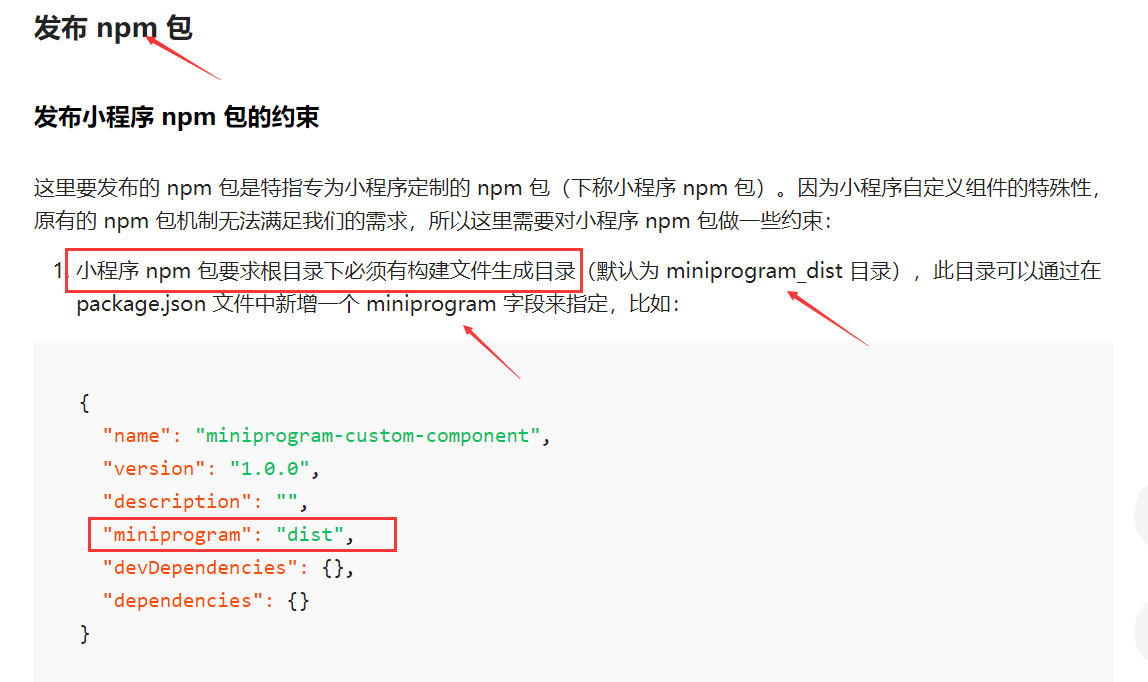 发布 npm 包
发布小程序 npm 包的约束
这里要发布的 npm 包是特指专为小程序定制的 npm 包（下称小程序 npm 包）。因为小程序自定义组件的特殊性，
原有的 npm 包机制无法满足我们的需求，所以这里需要对小程序 npm 包做一些约束：
1. 小程序 npm 包要求根目录下必须有构建文件生成目录（默认为 miniprogram_dist 目录），此目录可以通过在
package.json 文件中新增一个 miniprogram 字段来指定，比如：
{
"name": "miniprogram-custom-component",
"version": "1.0.0",
"description": "",
"miniprogram": "dist",
"devDependencies": {},
"dependencies": {}
}